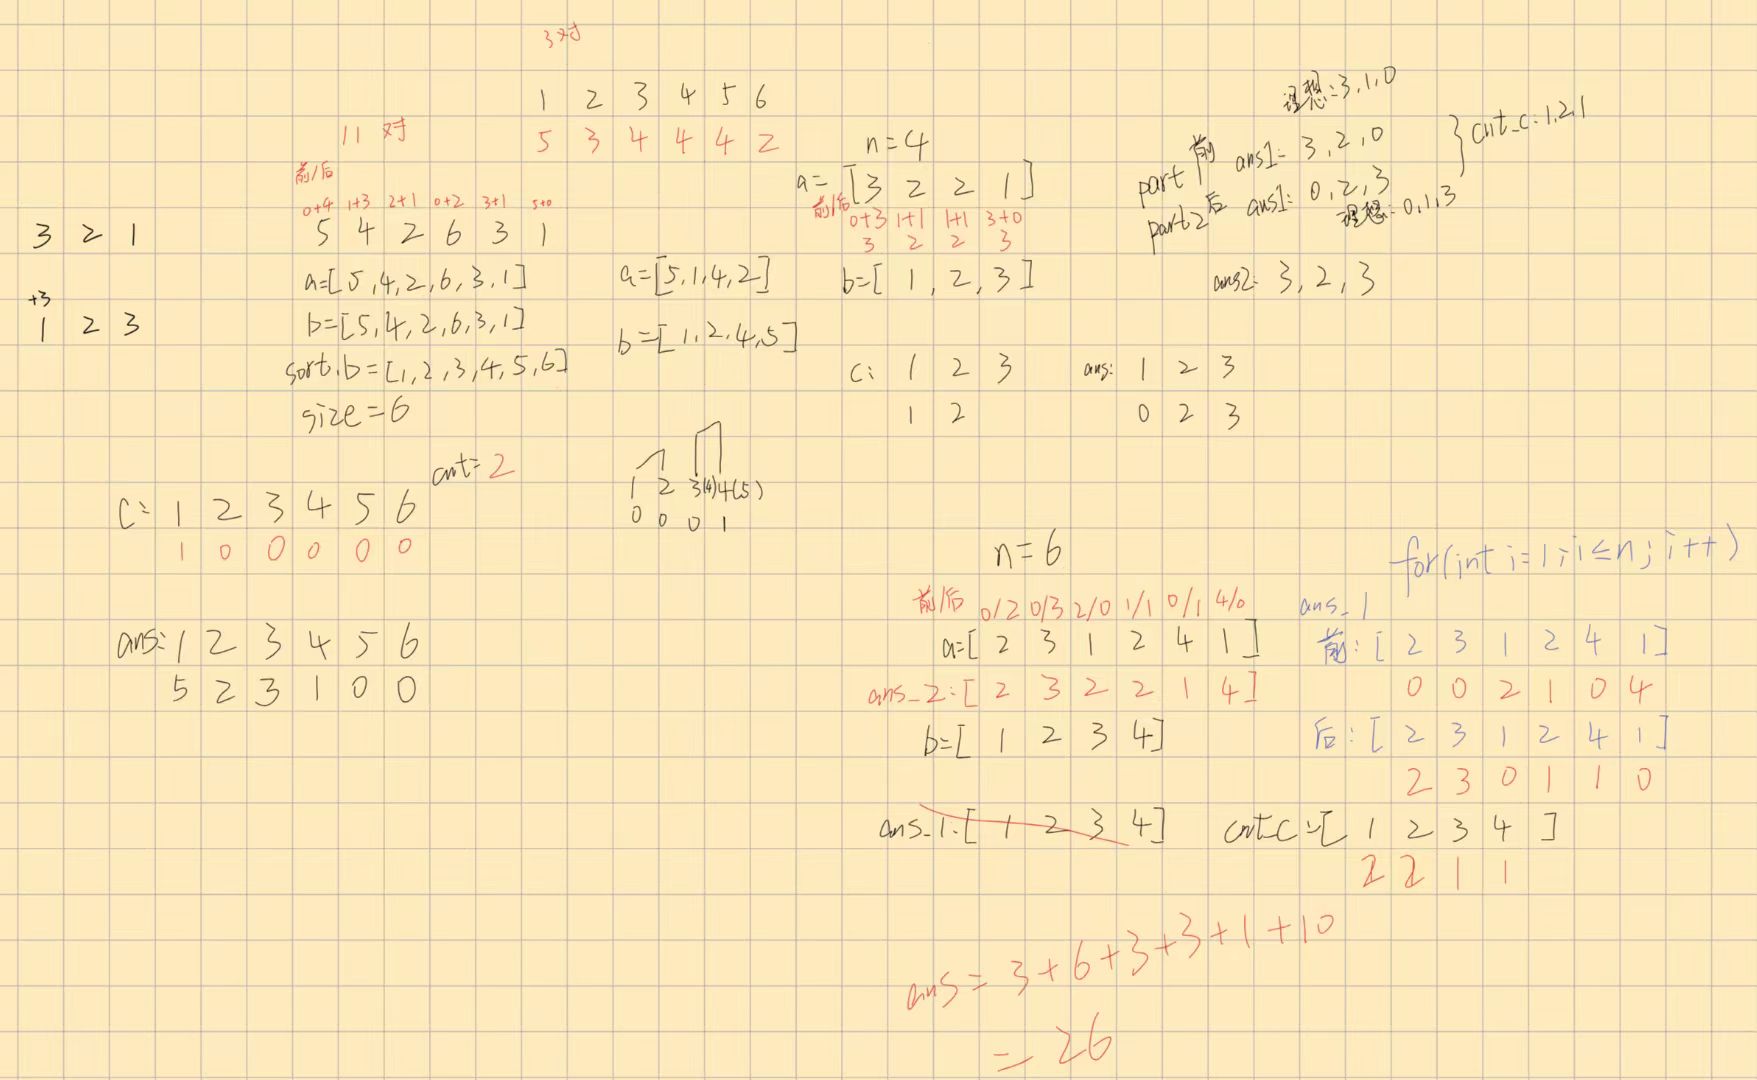 3对
1 2 3 4 5 6
5 3 4 4 4 2
11 对
前/后
0+4 1+3 2+1 0+2 3+1 5+0
5 4 2 6 3 1
a=[5,4,2,6,3,1]
b=[5,4,2,6,3,1]
sort.b=[1,2,3,4,5,6]
size=6
3 2 1
+3
1 2 3
a=[5,1,4,2]
b=[1,2,4,5]
n=4
a=[3 2 2 1]
前/后 0+3 1+1 1+1 3+0
3 2 2 3
b=[1,2,3]
理想:3,1,0
part1前 ans1: 3,2,0
part2后 ans1: 0,2,3
理想:0,1,3
} cnt_c:1,2,1
ans2: 3,2,3
c: 1 2 3
1 2
ans: 1 2 3
0 2 3
cnt=2
c: 1 2 3 4 5 6
1 0 0 0 0 0
1 2 3(4) 4(5)
0 0 0 1
ans: 1 2 3 4 5 6
5 2 3 1 0 0
n=6
前/后 0/2 0/3 2/0 1/1 0/1 4/0
a=[2 3 1 2 4 1]
ans_2:[2 3 2 2 1 4]
b=[1 2 3 4]
ans_1:[1 2 3 4]
for(int i=1;i≤n;i++)
ans_1
前:[2 3 1 2 4 1]
0 0 2 1 0 4
后:[2 3 1 2 4 1]
2 3 0 1 1 0
cnt_c:[1 2 3 4]
2 2 1 1
ans=3+6+3+3+1+10
=26